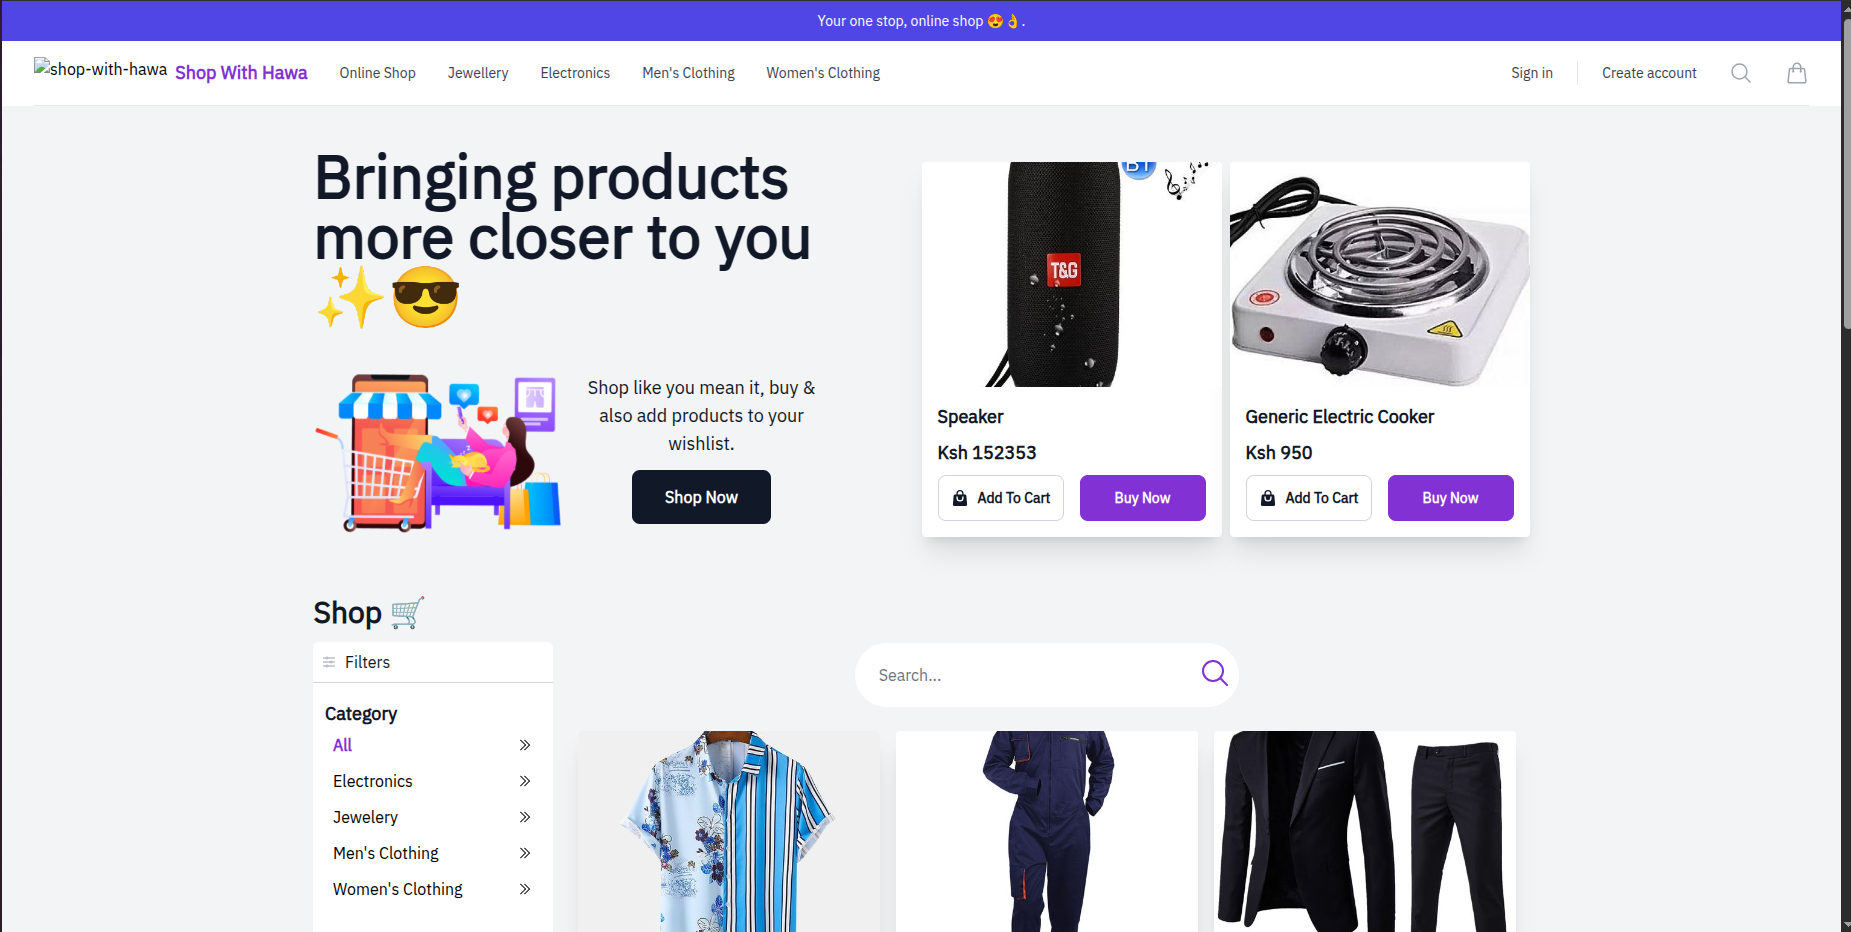 Your one stop, online shop 😍👌.
shop-with-hawa Shop With Hawa Online Shop Jewellery Electronics Men's Clothing Women's Clothing Sign in Create account
Bringing products
more closer to you
✨😎
Shop like you mean it, buy &
also add products to your
wishlist.
Shop Now
BT
T&G
Speaker
Ksh 152353
Add To Cart Buy Now
Generic Electric Cooker
Ksh 950
Add To Cart Buy Now
Shop 🛒
Filters
Category
All
Electronics
Jewelery
Men's Clothing
Women's Clothing
Search...